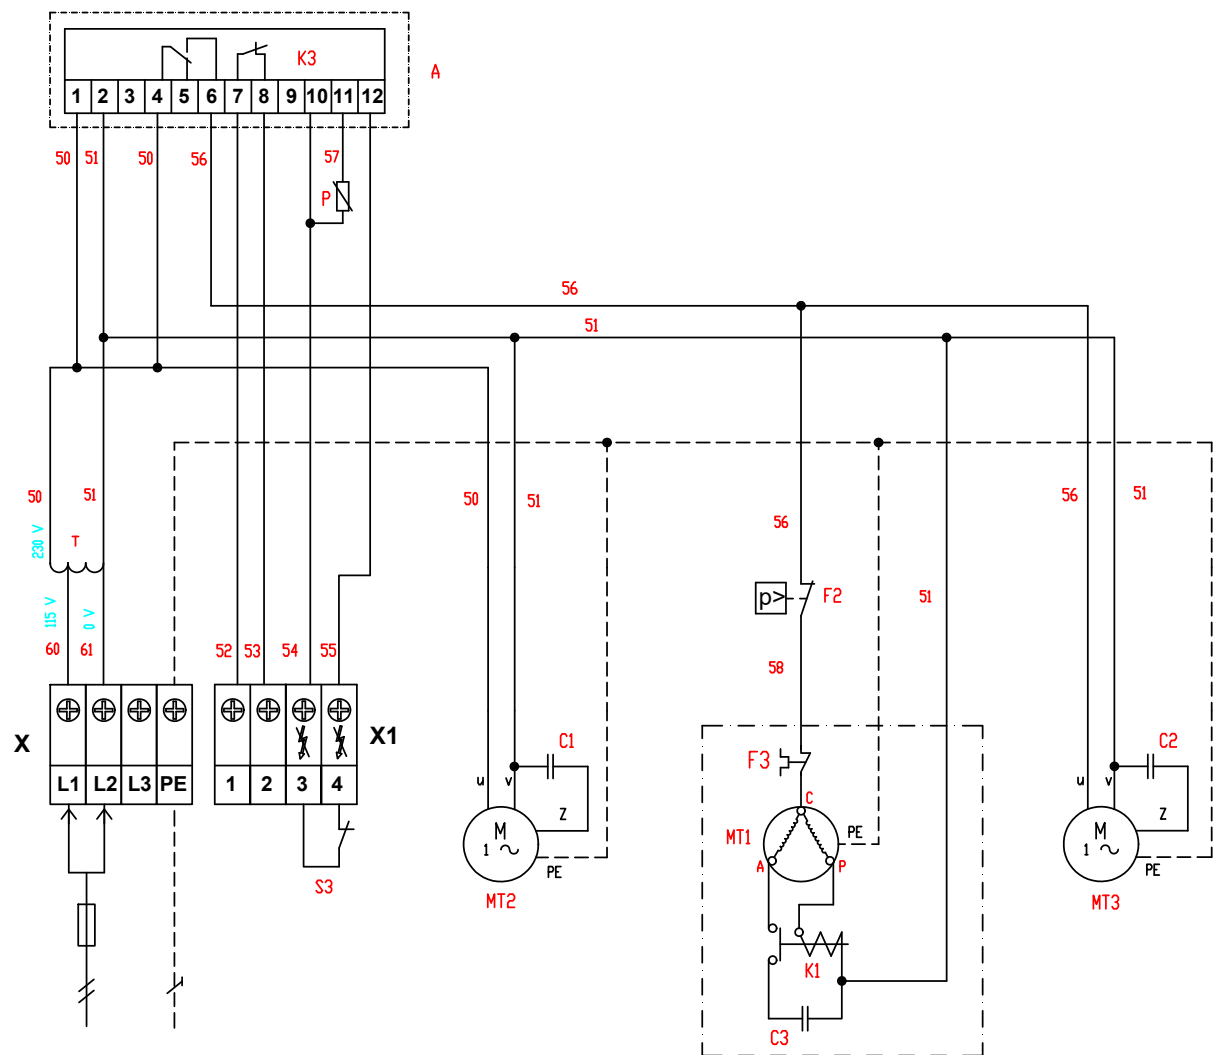 K3
A
1 2 3 4 5 6 7 8 9 10 11 12
50 51 50 56 57
P
56
51
50 51 50 51 56 51
230 V T 56
p> F2 51
115 V 0 V
60 61 52 53 54 55 58
X X1 C1 C2
F3
L1 L2 L3 PE 1 2 3 4 u v u v
C
Z Z
M MT1 PE M
1 1
A P
PE PE
S3 MT2 MT3
K1
C3